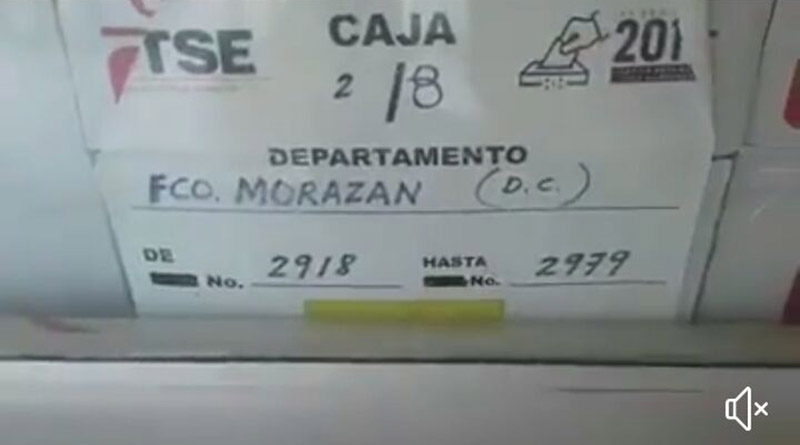 TSE
CAJA
201
2 /8
DEPARTAMENTO
FCO. MORAZAN (D.C.)
DE
No. 2918
HASTA
No. 2979